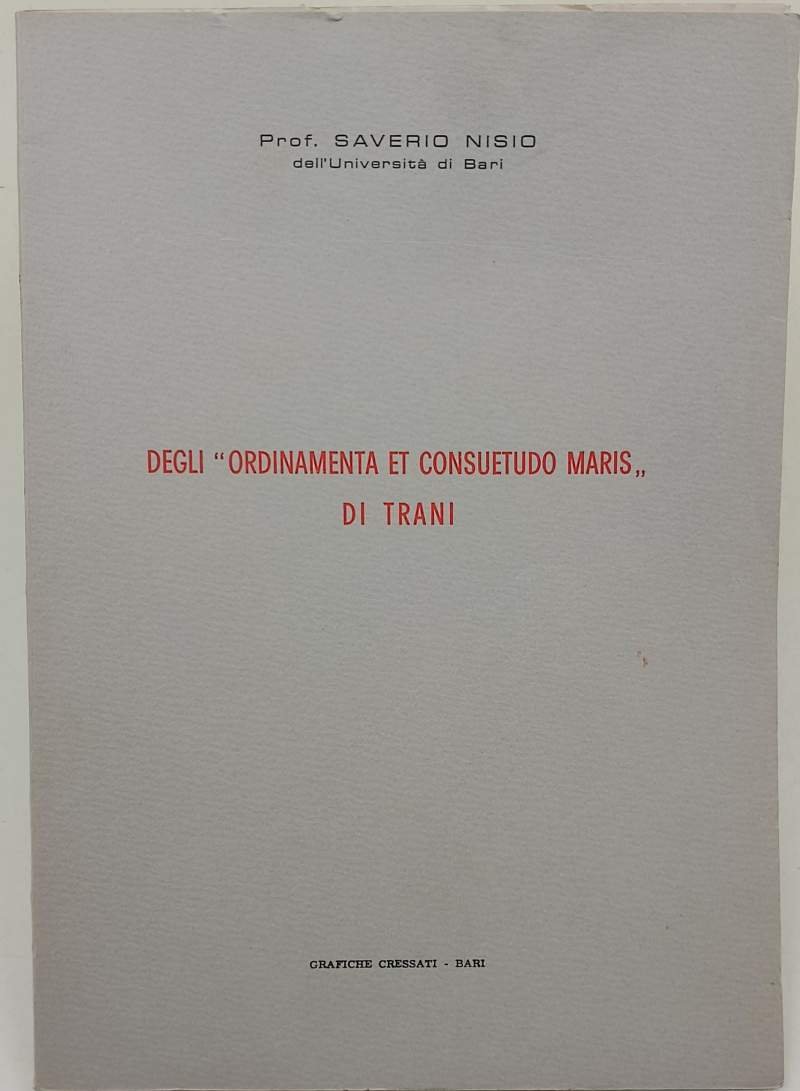 Prof. SAVERIO NISIO
dell'Università di Bari
DEGLI “ORDINAMENTA ET CONSUETUDO MARIS„
DI TRANI
GRAFICHE CRESSATI - BARI